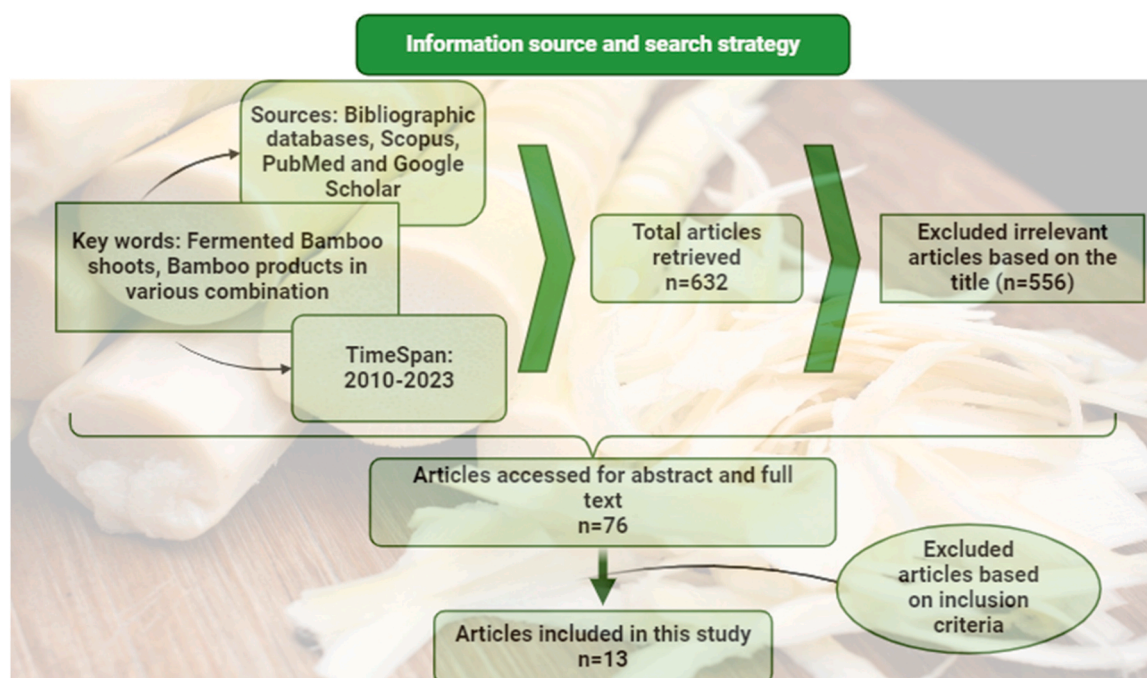 Information source and search strategy
Sources: Bibliographic
databases, Scopus,
PubMed and Google
Scholar
Key words: Fermented Bamboo
shoots, Bamboo products in
various combination
TimeSpan:
2010-2023
Total articles
retrieved
n=632
Excluded irrelevant
articles based on the
title (n=556)
Articles accessed for abstract and full
text
n=76
Excluded
articles based
on inclusion
criteria
Articles included in this study
n=13